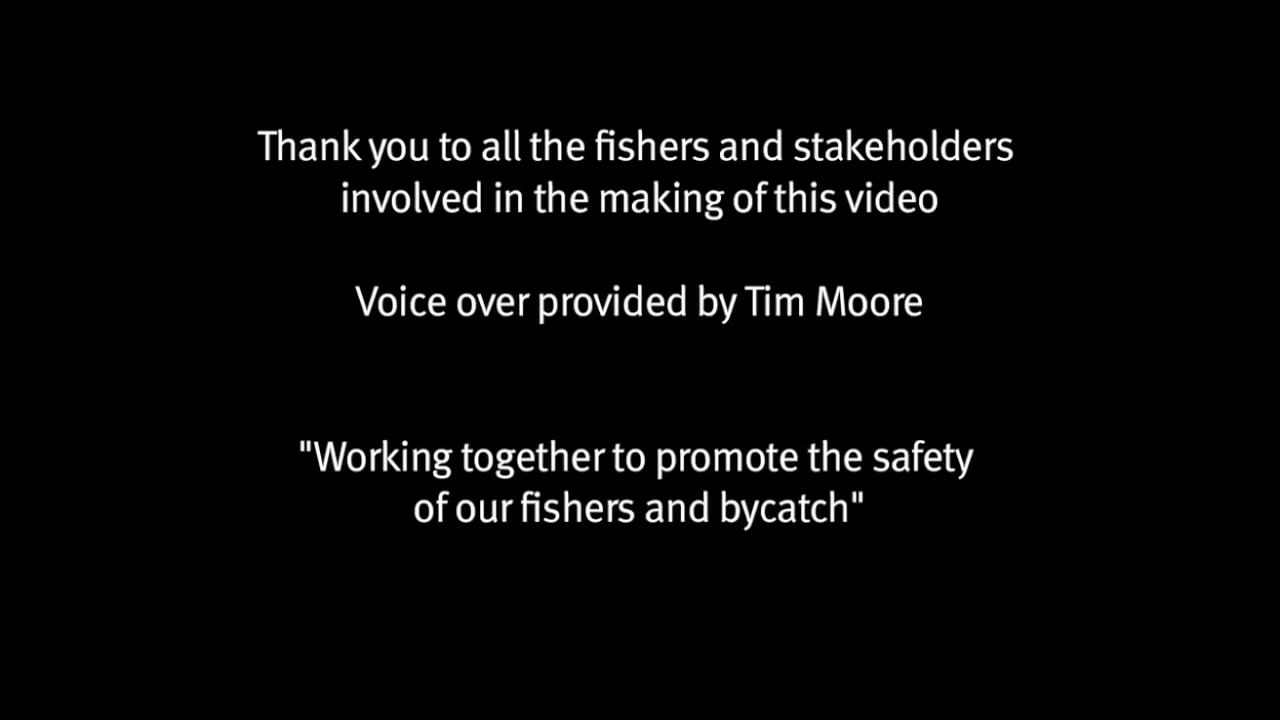 Thank you to all the fishers and stakeholders
involved in the making of this video
Voice over provided by Tim Moore
"Working together to promote the safety
of our fishers and bycatch"